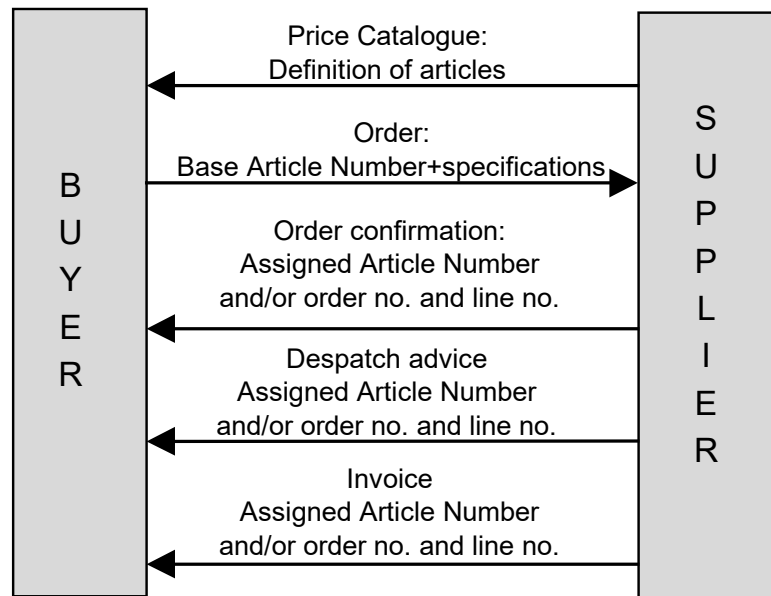 Price Catalogue:
Definition of articles
Order:
Base Article Number+specifications
Order confirmation:
Assigned Article Number
and/or order no. and line no.
Despatch advice
Assigned Article Number
and/or order no. and line no.
Invoice
Assigned Article Number
and/or order no. and line no.
BUYER
SUPPLIER